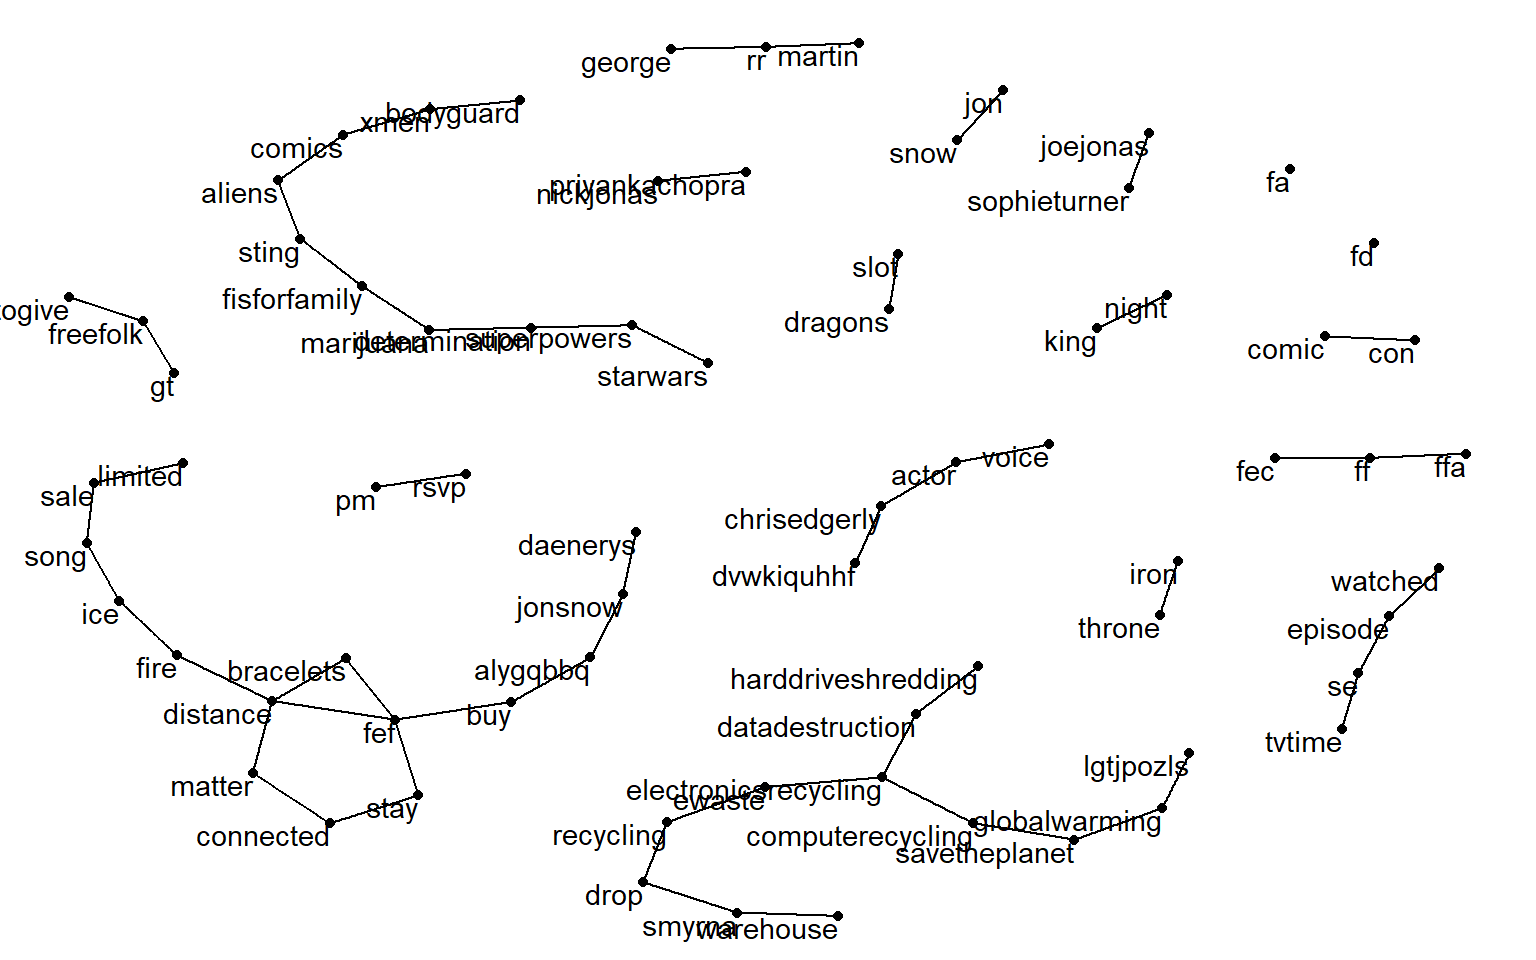 george
rr
martin
bodyguard
xmen
jon
comics
joejonas
snow
fa
priyankachopra
nickjonas
aliens
sophieturner
sting
fd
slot
fisforfamily
togive
night
freefolk
dragons
marijuana
determination
superpowers
king
comic
con
starwars
gt
voice
limited
actor
ffa
ff
fec
sale
rsvp
pm
chrisedgerly
daenerys
song
dvwkiquhhf
iron
watched
jonsnow
ice
throne
episode
fire
bracelets
alygqbbq
harddriveshredding
se
distance
buy
fef
datadestruction
tvtime
lgtjpozls
matter
electronicsrecycling
ewaste
stay
connected
recycling
computerecycling
globalwarming
savetheplanet
drop
smyrna
warehouse